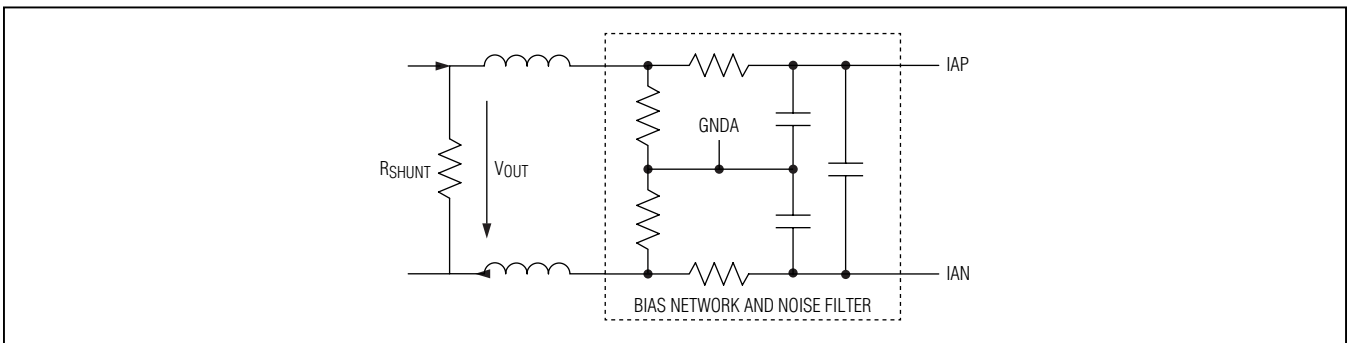 IAP
GNDA
RSHUNT
VOUT
IAN
BIAS NETWORK AND NOISE FILTER